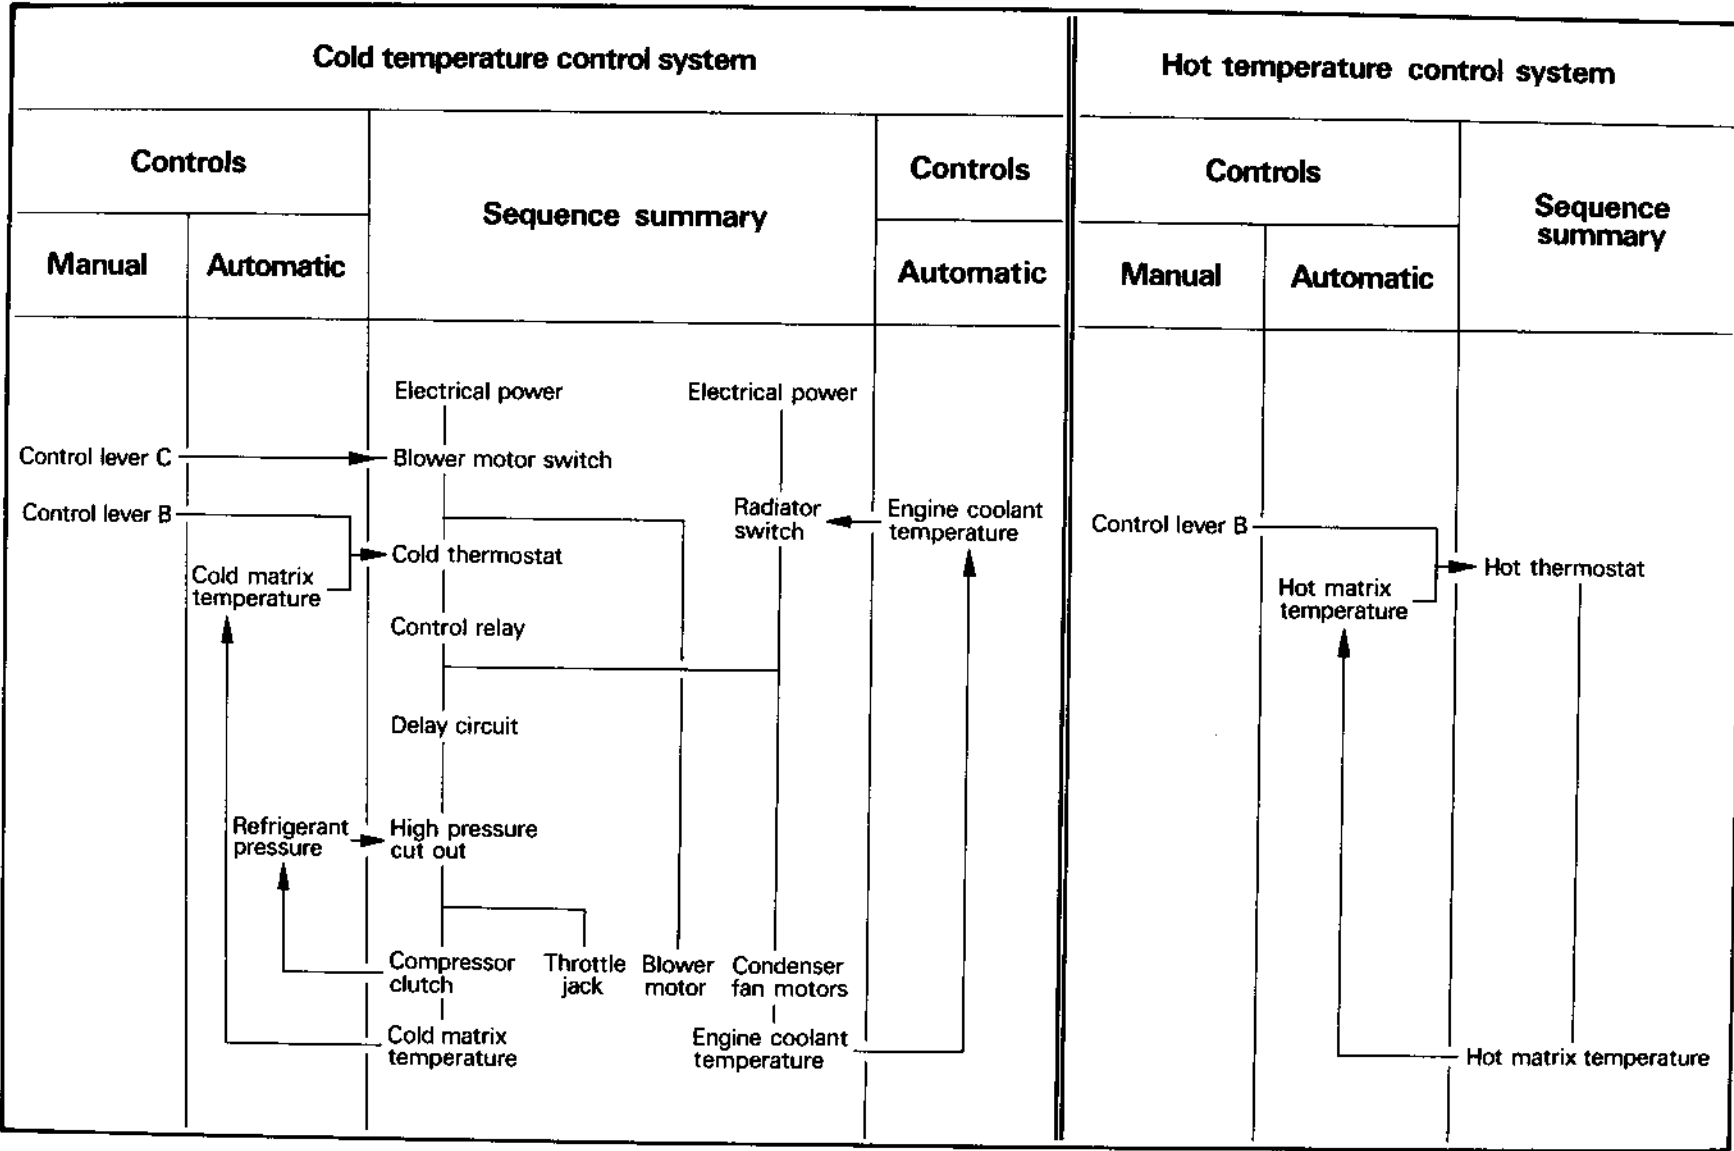 Cold temperature control system
Hot temperature control system
Controls
Sequence summary
Controls
Controls
Sequence
summary
Manual
Automatic
Automatic
Manual
Automatic
Electrical power
Electrical power
Control lever C
Blower motor switch
Control lever B
Radiator
switch
Engine coolant
temperature
Control lever B
Cold thermostat
Hot thermostat
Cold matrix
temperature
Hot matrix
temperature
Control relay
Delay circuit
Refrigerant
pressure
High pressure
cut out
Compressor
clutch
Throttle
jack
Blower
motor
Condenser
fan motors
Cold matrix
temperature
Engine coolant
temperature
Hot matrix temperature